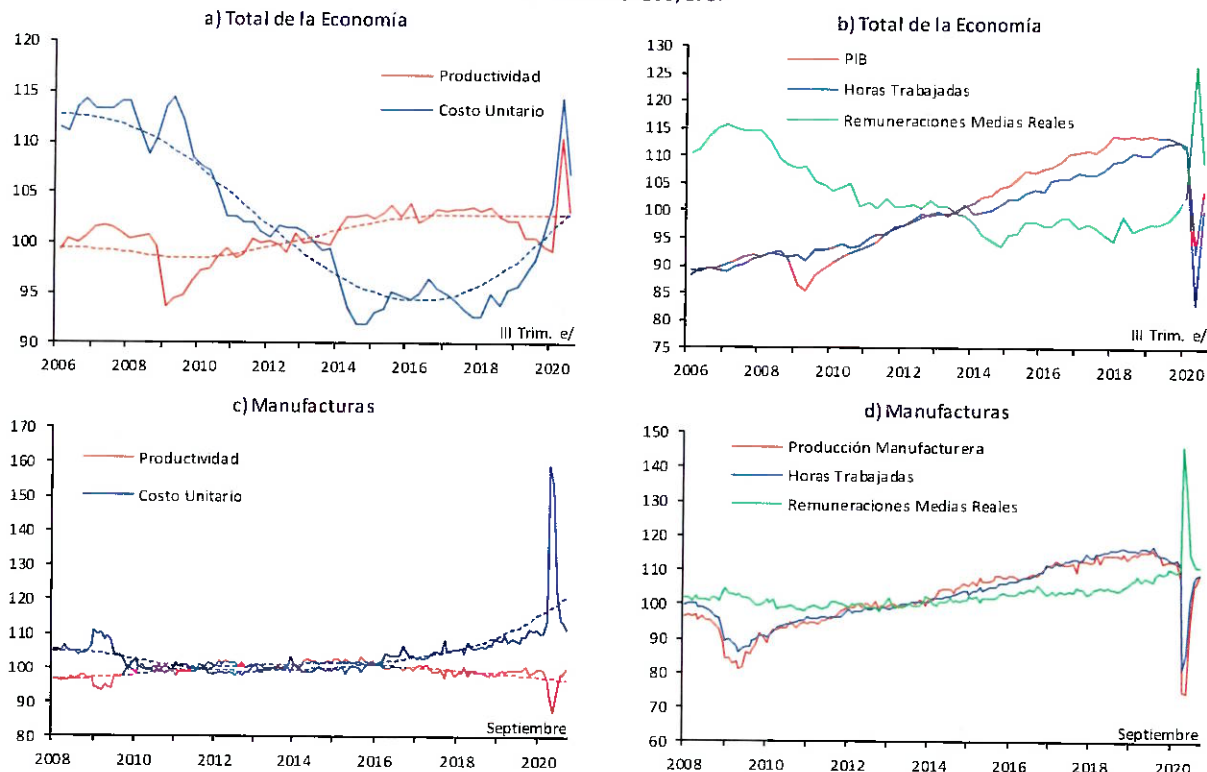 a) Total de la Economía
120
115
110
105
100
95
90
Productividad
Costo Unitario
III Trim. e/
2006 2008 2010 2012 2014 2016 2018 2020
b) Total de la Economía
130
125
120
115
110
105
100
95
90
85
80
75
PIB
Horas Trabajadas
Remuneraciones Medias Reales
III Trim. e/
2006 2008 2010 2012 2014 2016 2018 2020
c) Manufacturas
170
160
150
140
130
120
110
100
90
80
Productividad
Costo Unitario
Septiembre
2008 2010 2012 2014 2016 2018 2020
d) Manufacturas
150
140
130
120
110
100
90
80
70
60
Producción Manufacturera
Horas Trabajadas
Remuneraciones Medias Reales
Septiembre
2008 2010 2012 2014 2016 2018 2020